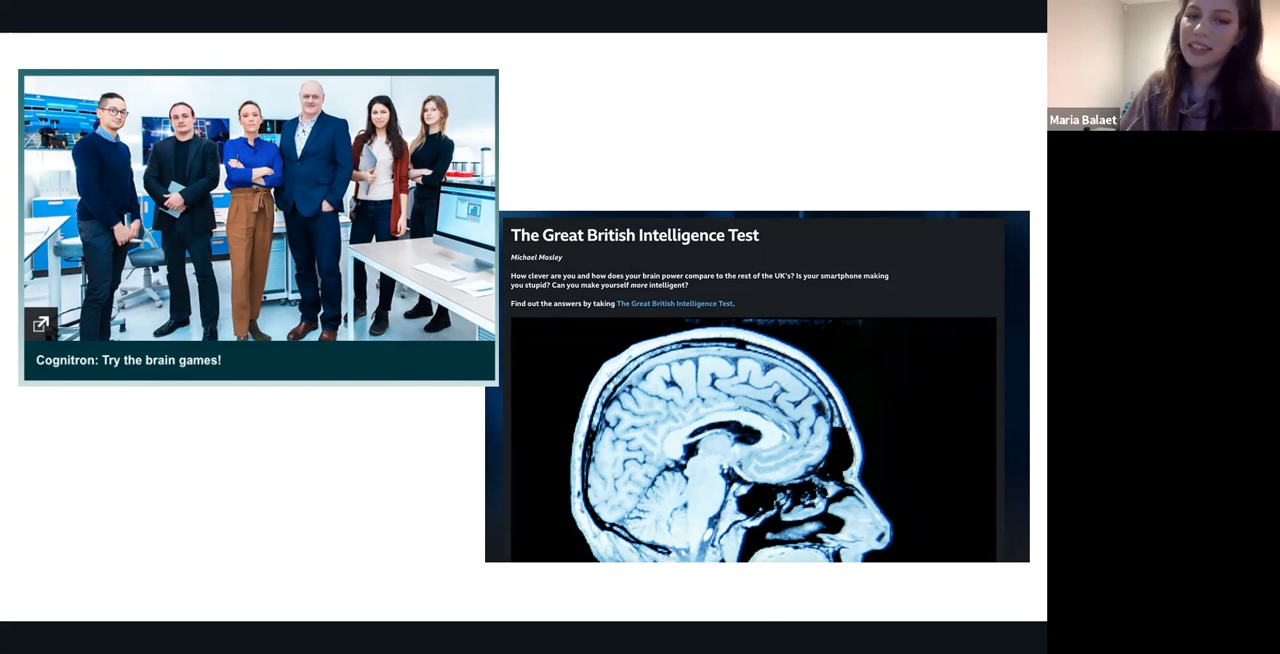 Maria Balaet
Cognitron: Try the brain games!
The Great British Intelligence Test
Michael Mosley
How clever are you and how does your brain power compare to the rest of the UK's? Is your smartphone making
you stupid? Can you make yourself more intelligent?
Find out the answers by taking The Great British Intelligence Test.